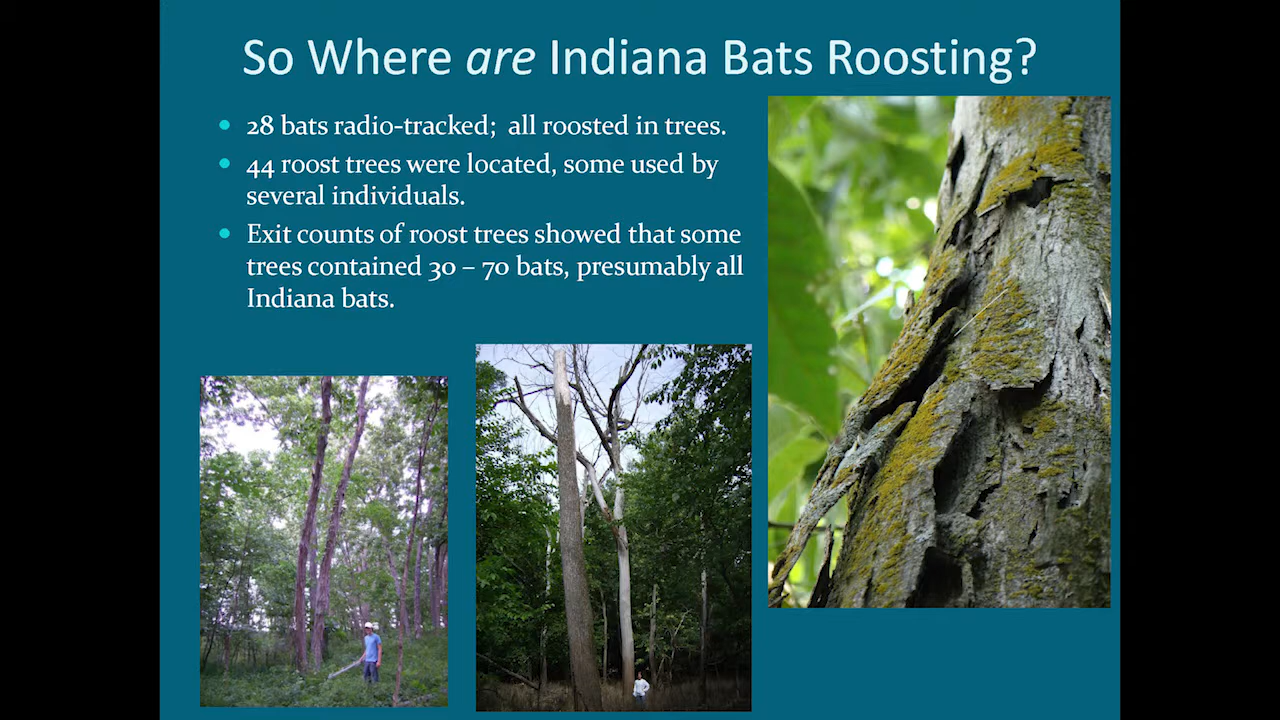 So Where are Indiana Bats Roosting?
28 bats radio-tracked; all roosted in trees.
44 roost trees were located, some used by
several individuals.
Exit counts of roost trees showed that some
trees contained 30 – 70 bats, presumably all
Indiana bats.